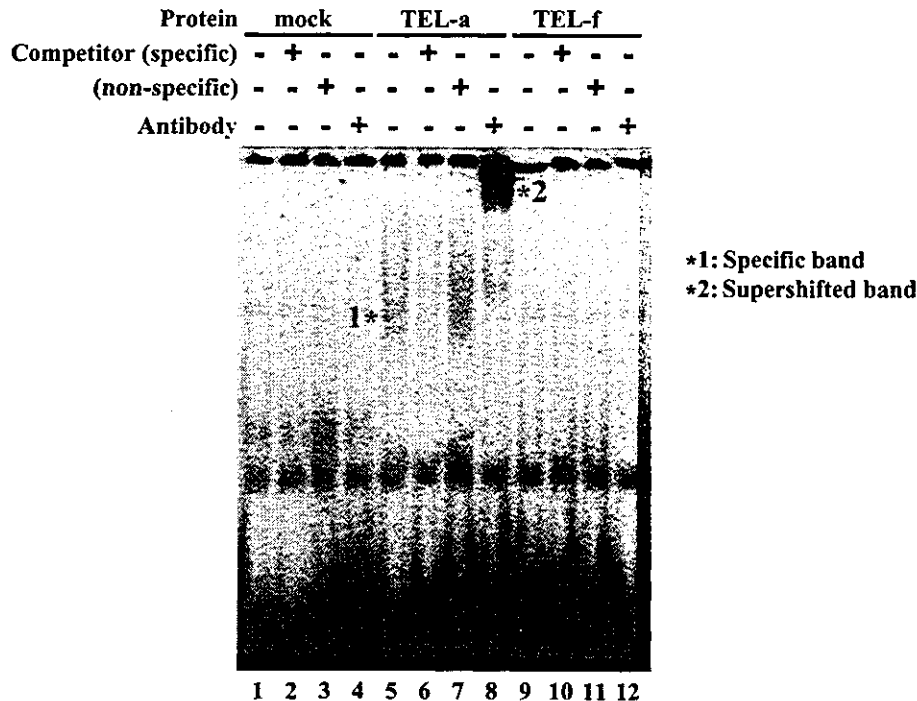 Protein mock TEL-a TEL-f
Competitor (specific) - + - - - + - - - + - -
(non-specific) - - + - - - + - - - + -
Antibody - - - + - - - + - - - +
*2
1*
*1: Specific band
*2: Supershifted band
1 2 3 4 5 6 7 8 9 10 11 12